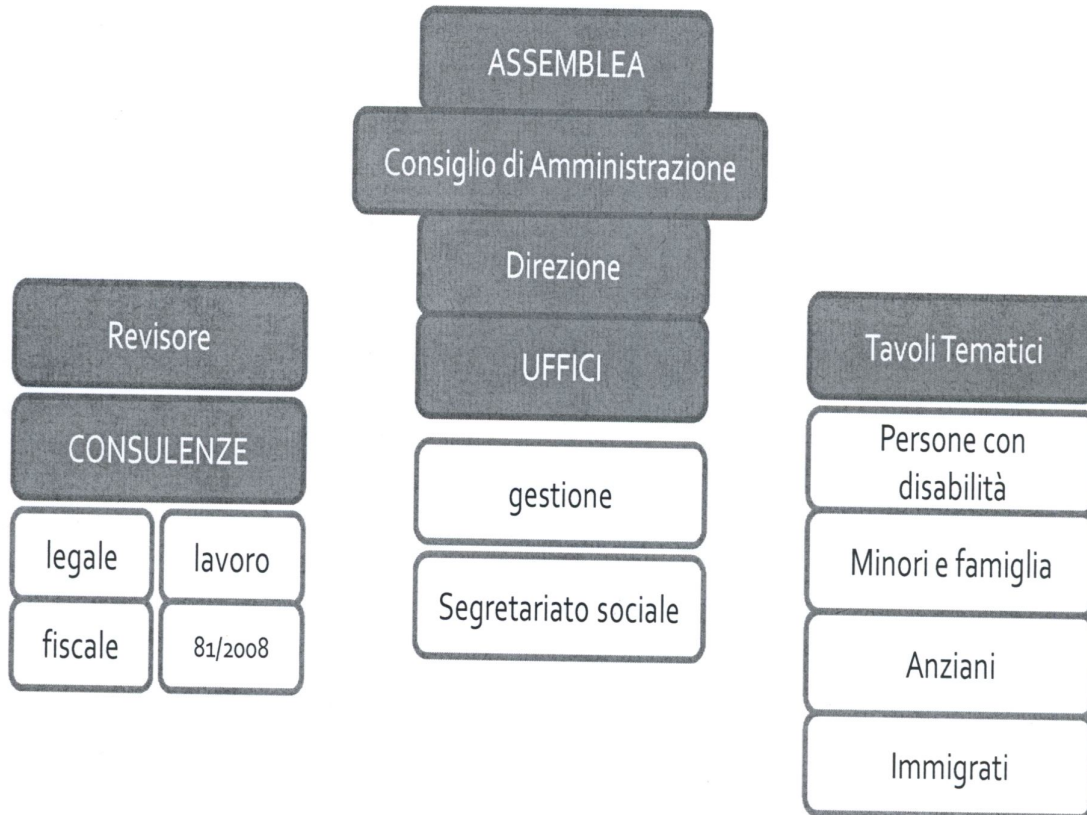 ASSEMBLEA
Consiglio di Amministrazione
Direzione
UFFICI
gestione
Segretariato sociale
Revisore
CONSULENZE
legale
lavoro
fiscale
81/2008
Tavoli Tematici
Persone con
disabilità
Minori e famiglia
Anziani
Immigrati